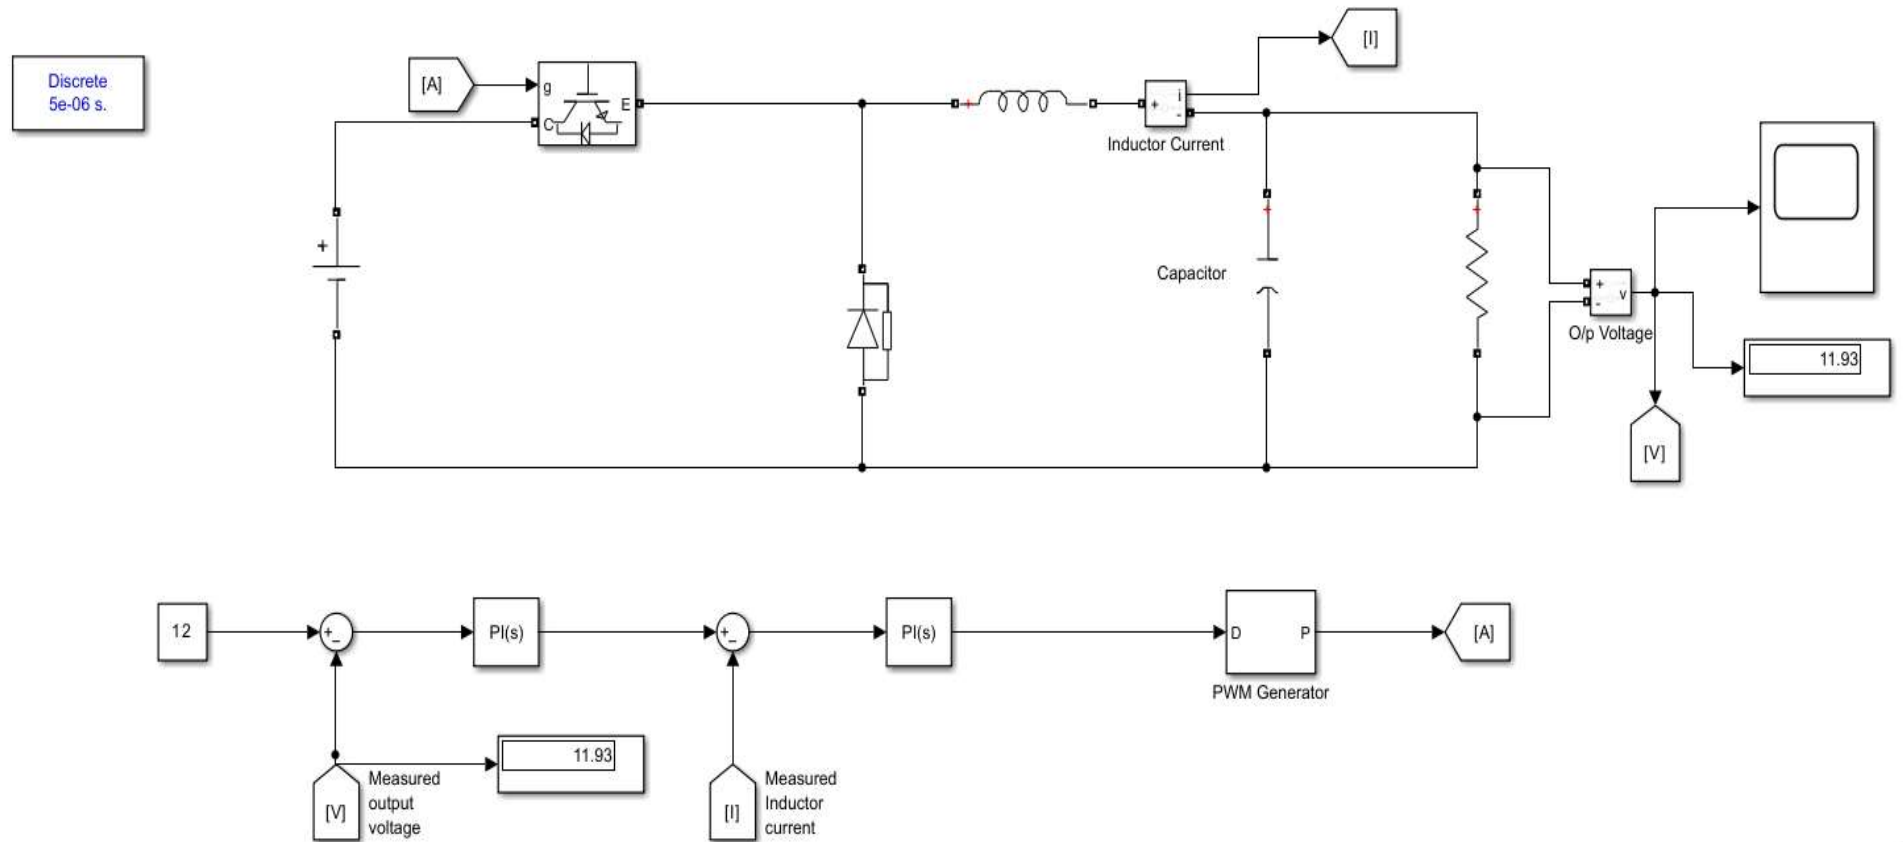 Discrete
5e-06 s.
[A]
g
C
E
+
+
i
-
Inductor Current
[I]
+
+
Capacitor
+
+
-
v
O/p Voltage
11.93
[V]
12
+
-
PI(s)
+
-
PI(s)
D
P
PWM Generator
[A]
11.93
[V]
Measured
output
voltage
[I]
Measured
Inductor
current